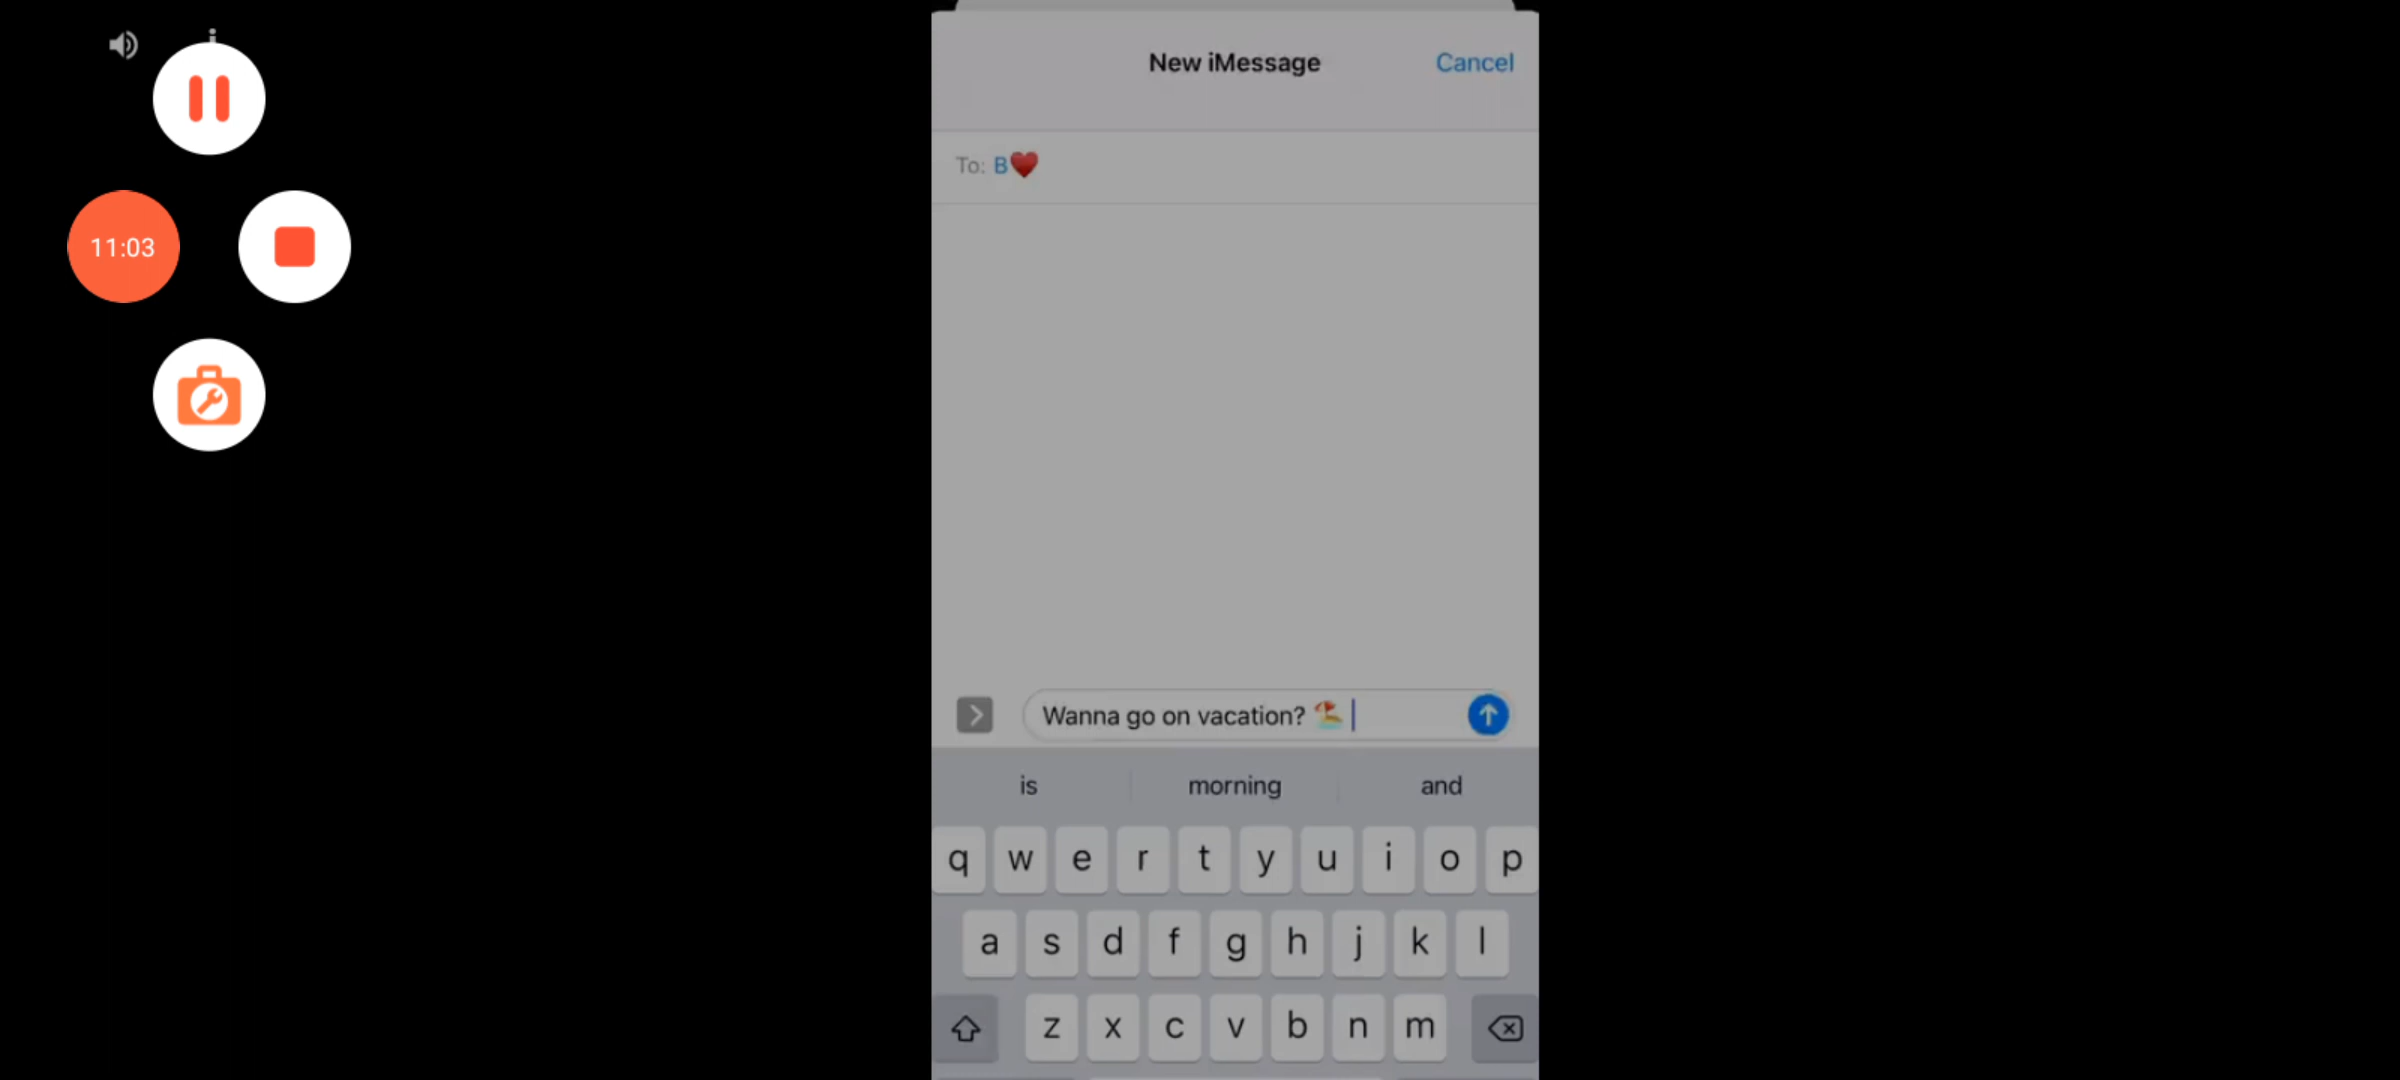 New iMessage
Cancel
To: B♥️
11:03
Wanna go on vacation? 🏖️
is
morning
and
q w e r t y u i o p
a s d f g h j k l
z x c v b n m